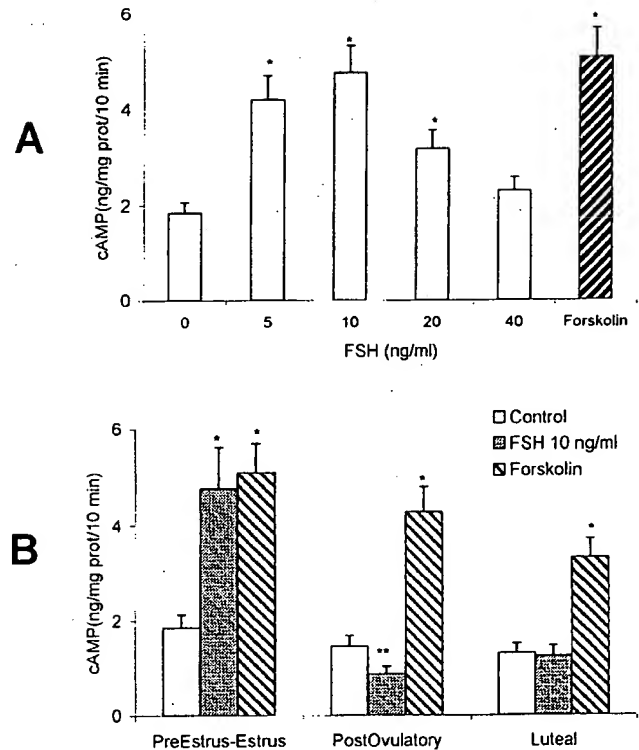 A
cAMP(ng/mg prot/10 min)
6
4
2
0
*
*
*
*
0 5 10 20 40 Forskolin
FSH (ng/ml)
B
cAMP(ng/mg prot/10 min)
6
4
2
0
Control
FSH 10 ng/ml
Forskolin
* *
*
**
*
PreEstrus-Estrus PostOvulatory Luteal